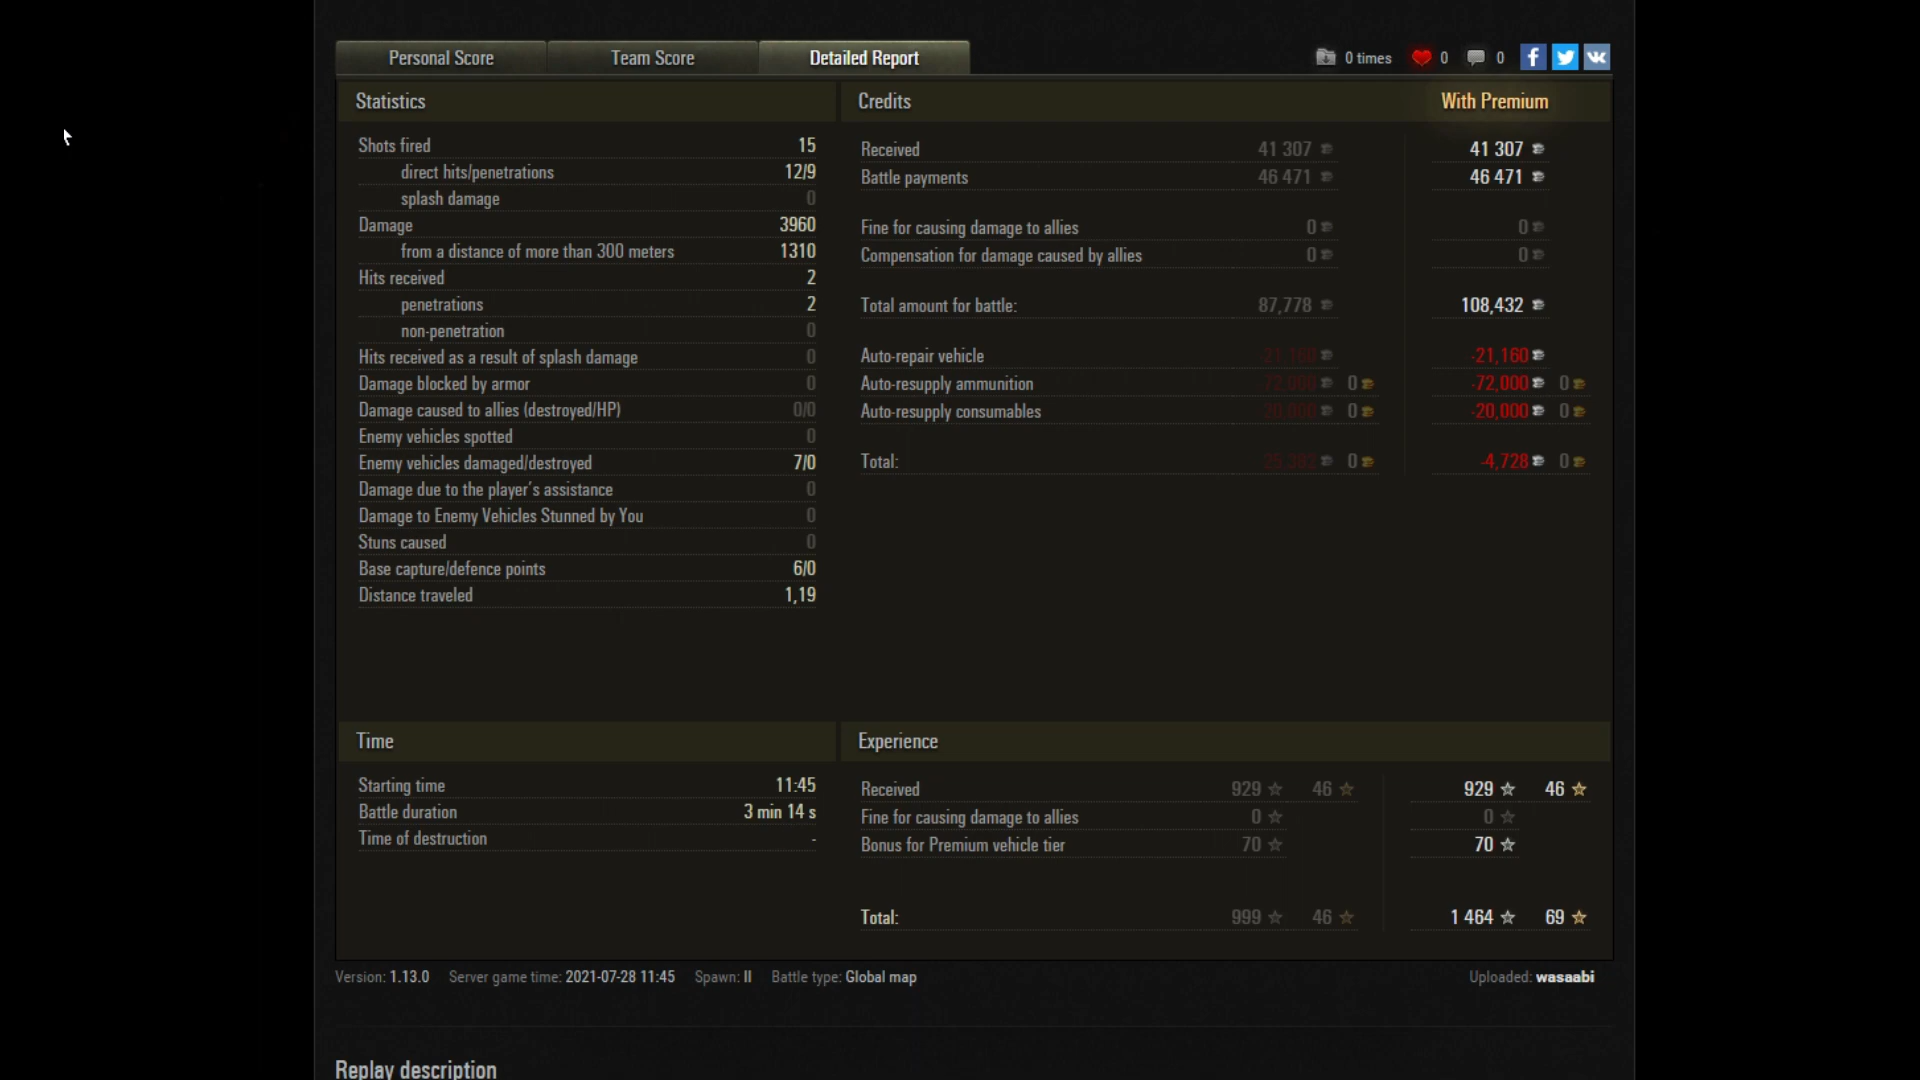 Personal Score Team Score Detailed Report 0 times 0 0
Statistics
Shots fired 15
direct hits/penetrations 12/9
splash damage 0
Damage 3960
from a distance of more than 300 meters 1310
Hits received 2
penetrations 2
non-penetration 0
Hits received as a result of splash damage 0
Damage blocked by armor 0
Damage caused to allies (destroyed/HP) 0/0
Enemy vehicles spotted 0
Enemy vehicles damaged/destroyed 7/0
Damage due to the player's assistance 0
Damage to Enemy Vehicles Stunned by You 0
Stuns caused 0
Base capture/defence points 6/0
Distance traveled 1,19
Credits With Premium
Received 41 307 41 307
Battle payments 46 471 46 471
Fine for causing damage to allies 0 0
Compensation for damage caused by allies 0 0
Total amount for battle: 87,778 108,432
Auto-repair vehicle -21,160 -21,160
Auto-resupply ammunition -72,000 0 -72,000 0
Auto-resupply consumables -20,000 0 -20,000 0
Total: 0 -4,728 0
Time
Starting time 11:45
Battle duration 3 min 14 s
Time of destruction -
Experience
Received 929 46 929 46
Fine for causing damage to allies 0 0
Bonus for Premium vehicle tier 70 70
Total: 999 46 1 464 69
Version: 1.13.0 Server game time: 2021-07-28 11:45 Spawn: II Battle type: Global map Uploaded: wasaabi
Replay description